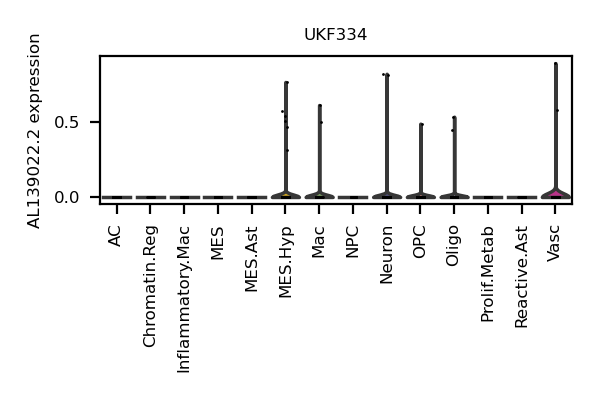 UKF334
AL139022.2 expression
0.5
0.0
AC
Chromatin.Reg
Inflammatory.Mac
MES
MES.Ast
MES.Hyp
Mac
NPC
Neuron
OPC
Oligo
Prolif.Metab
Reactive.Ast
Vasc